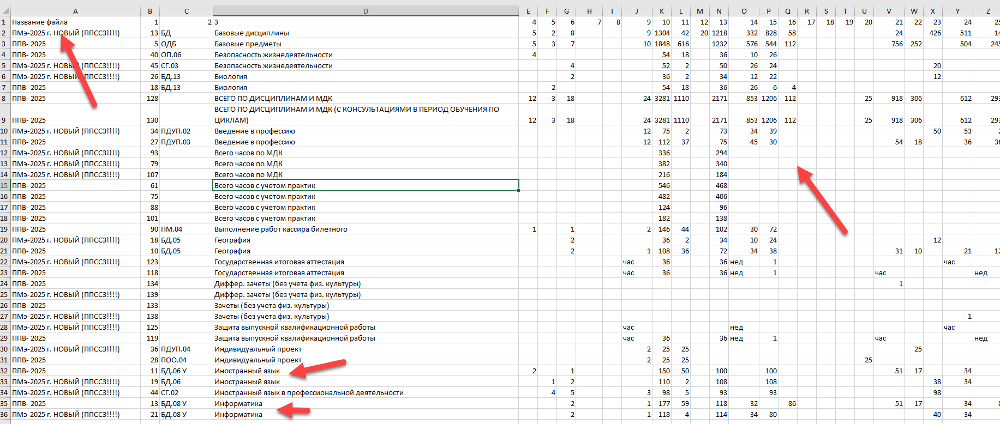 A B C D E F G H I J K L M N O P Q R S T U V W X Y Z
1 Название файла 1 2 3 4 5 6 7 8 9 10 11 12 13 14 15 16 17 18 19 20 21 22 23 24 25
2 ПМэ-2025 г. НОВЫЙ (ППССЗ!!!!) 13 БД Базовые дисциплины 5 2 8 9 1304 42 20 1218 332 828 58 24 426 511 14
3 ППВ- 2025 5 ОДБ Базовые предметы 5 3 7 10 1848 616 1232 576 544 112 756 252 504 245
4 ППВ- 2025 40 ОП.06 Безопасность жизнедеятельности 4 54 18 36 10 26
5 ПМэ-2025 г. НОВЫЙ (ППССЗ!!!!) 45 СГ.03 Безопасность жизнедеятельности 4 52 2 50 26 24 20
6 ПМэ-2025 г. НОВЫЙ (ППССЗ!!!!) 26 БД.13 Биология 2 36 2 34 12 22 12
7 ППВ- 2025 18 БД.13 Биология 2 54 18 36 26 6 4
8 ППВ- 2025 128 ВСЕГО ПО ДИСЦИПЛИНАМ И МДК 12 3 18 24 3281 1110 2171 853 1206 112 25 918 306 612 293
ВСЕГО ПО ДИСЦИПЛИНАМ И МДК (С КОНСУЛЬТАЦИЯМИ В ПЕРИОД ОБУЧЕНИЯ ПО
9 ППВ- 2025 130 ЦИКЛАМ) 12 3 18 24 3281 1110 2171 853 1206 112 25 918 306 612 293
10 ПМэ-2025 г. НОВЫЙ (ППССЗ!!!!) 34 ПДУП.02 Введение в профессию 12 75 2 73 34 39 50 53 2
11 ППВ- 2025 27 ПДУП.03 Введение в профессию 12 112 37 75 45 30 54 18 36 36
12 ПМэ-2025 г. НОВЫЙ (ППССЗ!!!!) 93 Всего часов по МДК 336 294
13 ПМэ-2025 г. НОВЫЙ (ППССЗ!!!!) 79 Всего часов по МДК 382 340
14 ПМэ-2025 г. НОВЫЙ (ППССЗ!!!!) 107 Всего часов по МДК 216 184
15 ППВ- 2025 61 Всего часов с учетом практик 546 468
16 ППВ- 2025 75 Всего часов с учетом практик 482 406
17 ППВ- 2025 88 Всего часов с учетом практик 124 96
18 ППВ- 2025 101 Всего часов с учетом практик 182 138
19 ППВ- 2025 90 ПМ.04 Выполнение работ кассира билетного 1 1 2 146 44 102 30 72
20 ПМэ-2025 г. НОВЫЙ (ППССЗ!!!!) 18 БД.05 География 2 36 2 34 10 24 12
21 ППВ- 2025 10 БД.05 География 2 1 108 36 72 34 38 31 10 21 12
22 ПМэ-2025 г. НОВЫЙ (ППССЗ!!!!) 123 Государственная итоговая аттестация час 36 36 нед 1 час
23 ППВ- 2025 118 Государственная итоговая аттестация час 36 36 нед 1 час нед
24 ППВ- 2025 134 Диффер. зачеты (без учета физ. культуры) 1
25 ПМэ-2025 г. НОВЫЙ (ППССЗ!!!!) 139 Диффер. зачеты (без учета физ. культуры)
26 ППВ- 2025 133 Зачеты (без учета физ. культуры)
27 ПМэ-2025 г. НОВЫЙ (ППССЗ!!!!) 138 Зачеты (без учета физ. культуры) 1
28 ПМэ-2025 г. НОВЫЙ (ППССЗ!!!!) 125 Защита выпускной квалификационной работы час нед час
29 ППВ- 2025 119 Защита выпускной квалификационной работы час 36 36 нед 1 час нед
30 ПМэ-2025 г. НОВЫЙ (ППССЗ!!!!) 36 ПДУП.04 Индивидуальный проект 2 25 25 25
31 ППВ- 2025 28 ПОО.04 Индивидуальный проект 2 25 25 25
32 ППВ- 2025 11 БД.06 У Иностранный язык 2 1 150 50 100 100 51 17 34
33 ПМэ-2025 г. НОВЫЙ (ППССЗ!!!!) 19 БД.06 Иностранный язык 1 2 110 2 108 108 38 34
34 ПМэ-2025 г. НОВЫЙ (ППССЗ!!!!) 44 СГ.02 Иностранный язык в профессиональной деятельности 4 5 3 98 5 93 93 98
35 ППВ- 2025 13 БД.08 У Информатика 2 1 177 59 118 32 86 51 17 34 8
36 ПМэ-2025 г. НОВЫЙ (ППССЗ!!!!) 21 БД.08 У Информатика 2 1 118 4 114 34 80 40 34